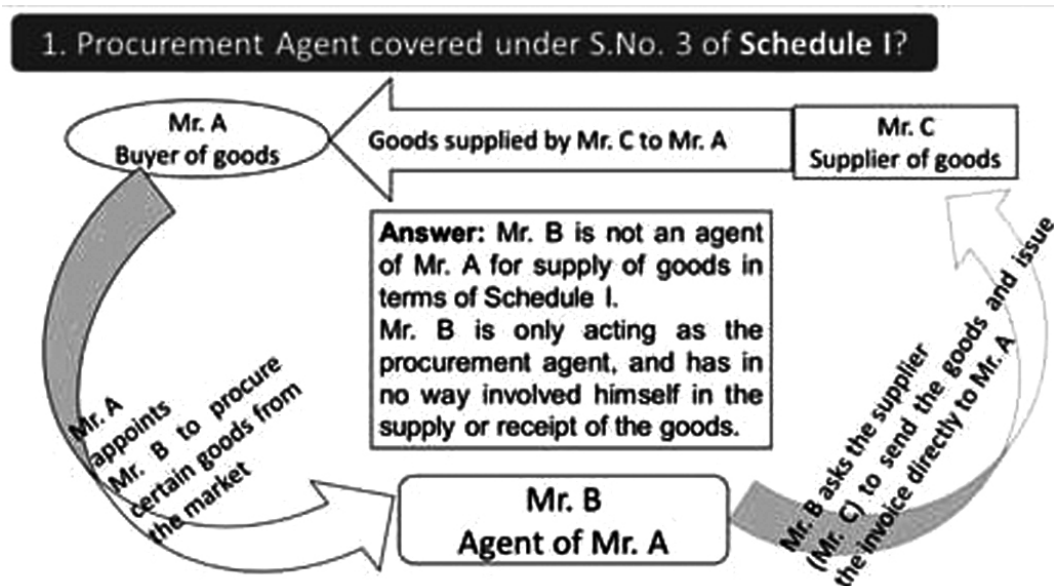 1. Procurement Agent covered under S.No. 3 of Schedule I?
Mr. A
Buyer of goods
Goods supplied by Mr. C to Mr. A
Mr. C
Supplier of goods
Answer: Mr. B is not an agent
of Mr. A for supply of goods in
terms of Schedule I.
Mr. B is only acting as the
procurement agent, and has in
no way involved himself in the
supply or receipt of the goods.
Mr. A
appoints
Mr. B to procure
certain goods from
the market
Mr. B
Agent of Mr. A
Mr. B asks the supplier
(Mr. C) to send the goods and issue
the invoice directly to Mr. A